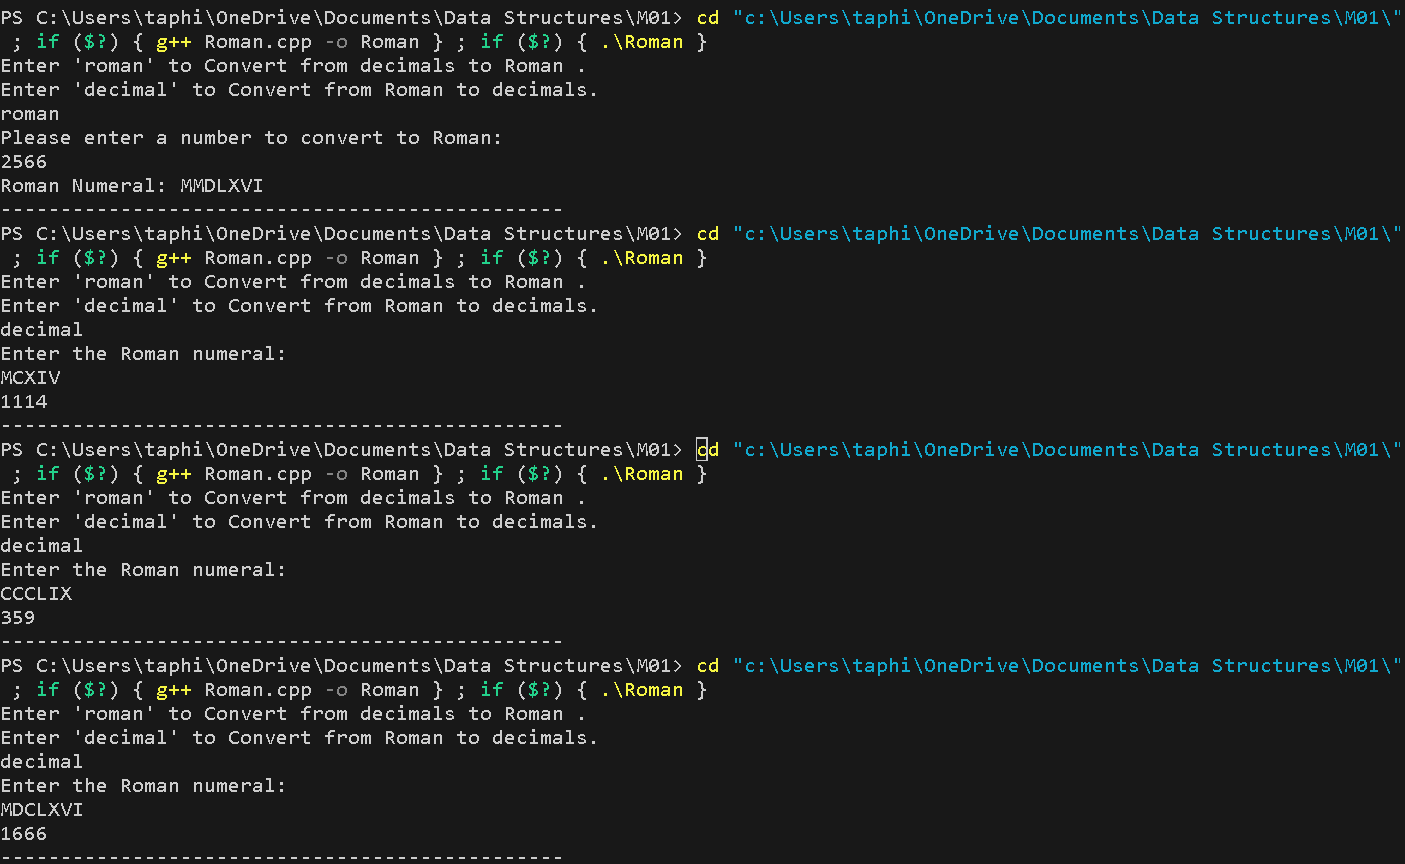 PS C:\Users\taphi\OneDrive\Documents\Data Structures\M01> cd "c:\Users\taphi\OneDrive\Documents\Data Structures\M01\"
 ; if ($?) { g++ Roman.cpp -o Roman } ; if ($?) { .\Roman }
Enter 'roman' to Convert from decimals to Roman .
Enter 'decimal' to Convert from Roman to decimals.
roman
Please enter a number to convert to Roman:
2566
Roman Numeral: MMDLXVI
-----------------------------------------------
PS C:\Users\taphi\OneDrive\Documents\Data Structures\M01> cd "c:\Users\taphi\OneDrive\Documents\Data Structures\M01\"
 ; if ($?) { g++ Roman.cpp -o Roman } ; if ($?) { .\Roman }
Enter 'roman' to Convert from decimals to Roman .
Enter 'decimal' to Convert from Roman to decimals.
decimal
Enter the Roman numeral:
MCXIV
1114
-----------------------------------------------
PS C:\Users\taphi\OneDrive\Documents\Data Structures\M01> cd "c:\Users\taphi\OneDrive\Documents\Data Structures\M01\"
 ; if ($?) { g++ Roman.cpp -o Roman } ; if ($?) { .\Roman }
Enter 'roman' to Convert from decimals to Roman .
Enter 'decimal' to Convert from Roman to decimals.
decimal
Enter the Roman numeral:
CCCLIX
359
-----------------------------------------------
PS C:\Users\taphi\OneDrive\Documents\Data Structures\M01> cd "c:\Users\taphi\OneDrive\Documents\Data Structures\M01\"
 ; if ($?) { g++ Roman.cpp -o Roman } ; if ($?) { .\Roman }
Enter 'roman' to Convert from decimals to Roman .
Enter 'decimal' to Convert from Roman to decimals.
decimal
Enter the Roman numeral:
MDCLXVI
1666
-----------------------------------------------